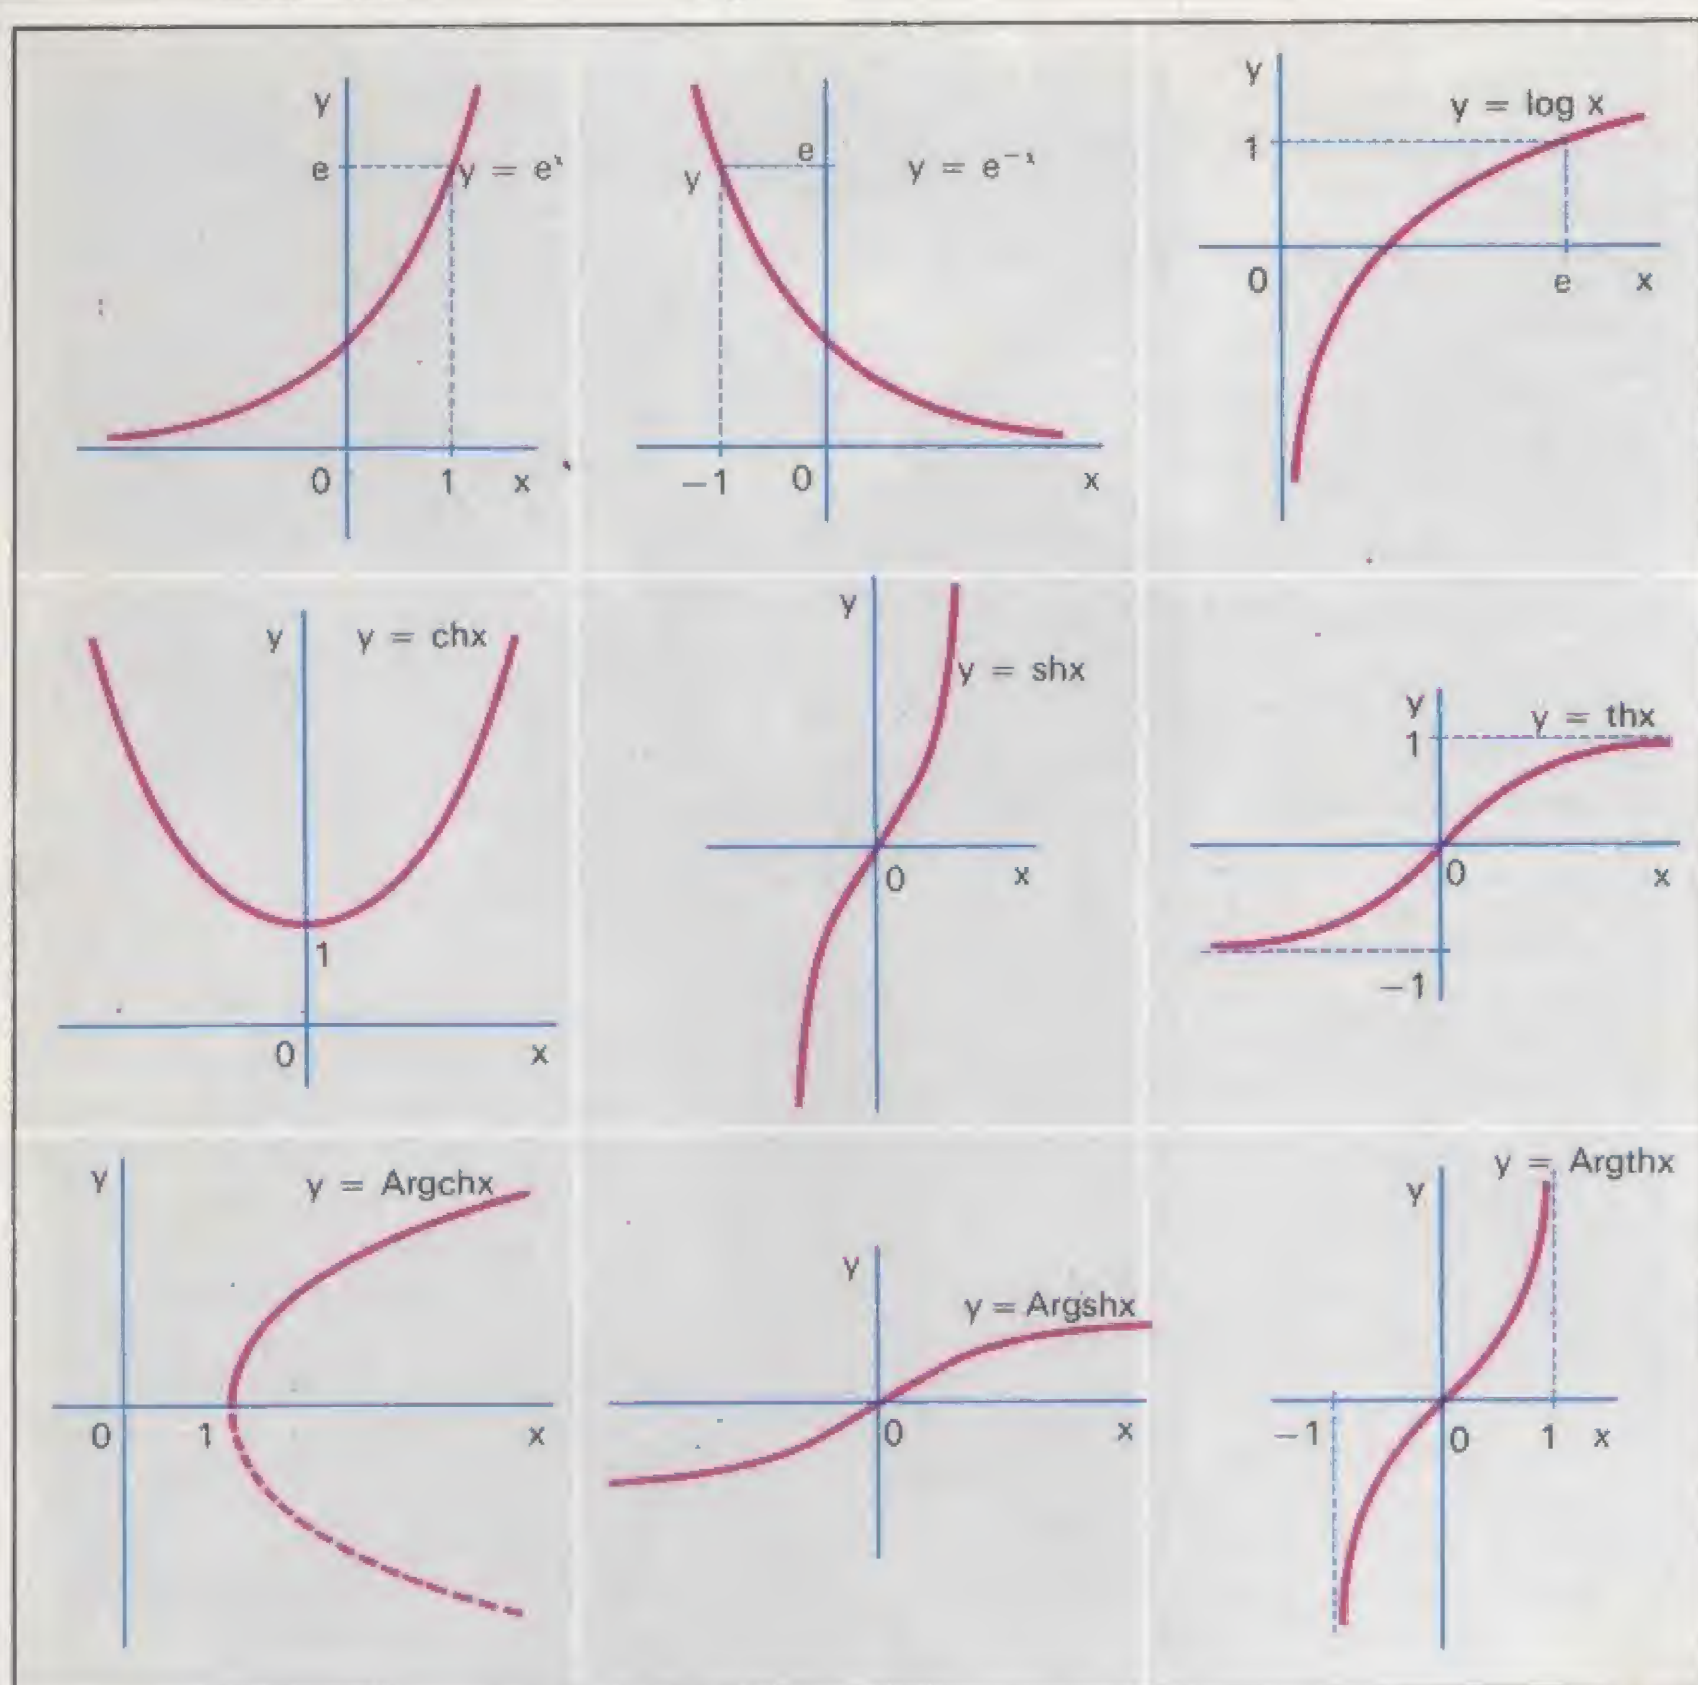 y
e
y = eˣ
0
1
x
e
y
y = e⁻ˣ
−1
0
x
y
y = log x
1
0
e
x
y
y = chx
1
0
x
y
y = shx
0
x
y
y = thx
1
0
x
−1
y
y = Argchx
0
1
x
y
y = Argshx
0
x
y = Argthx
y
−1
0
1
x